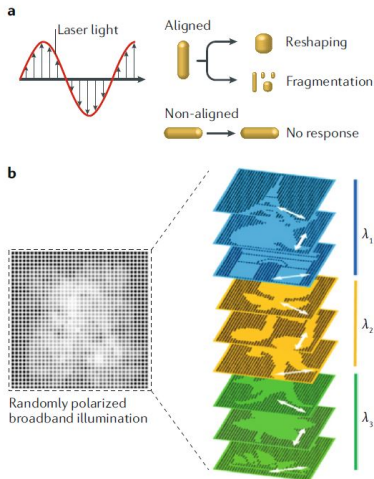 a
Laser light
Aligned
Reshaping
Fragmentation
Non-aligned
No response
b
λ1
λ2
λ3
Randomly polarized
broadband illumination